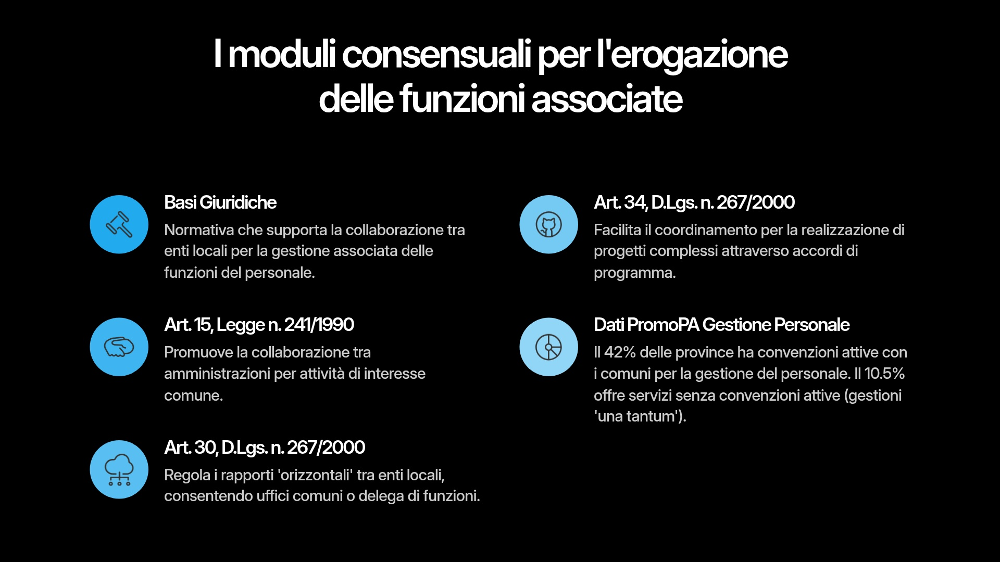 I moduli consensuali per l'erogazione
delle funzioni associate
Basi Giuridiche
Normativa che supporta la collaborazione tra
enti locali per la gestione associata delle
funzioni del personale.
Art. 15, Legge n. 241/1990
Promuove la collaborazione tra
amministrazioni per attività di interesse
comune.
Art. 30, D.Lgs. n. 267/2000
Regola i rapporti 'orizzontali' tra enti locali,
consentendo uffici comuni o delega di funzioni.
Art. 34, D.Lgs. n. 267/2000
Facilita il coordinamento per la realizzazione di
progetti complessi attraverso accordi di
programma.
Dati PromoPA Gestione Personale
Il 42% delle province ha convenzioni attive con
i comuni per la gestione del personale. Il 10.5%
offre servizi senza convenzioni attive (gestioni
'una tantum').